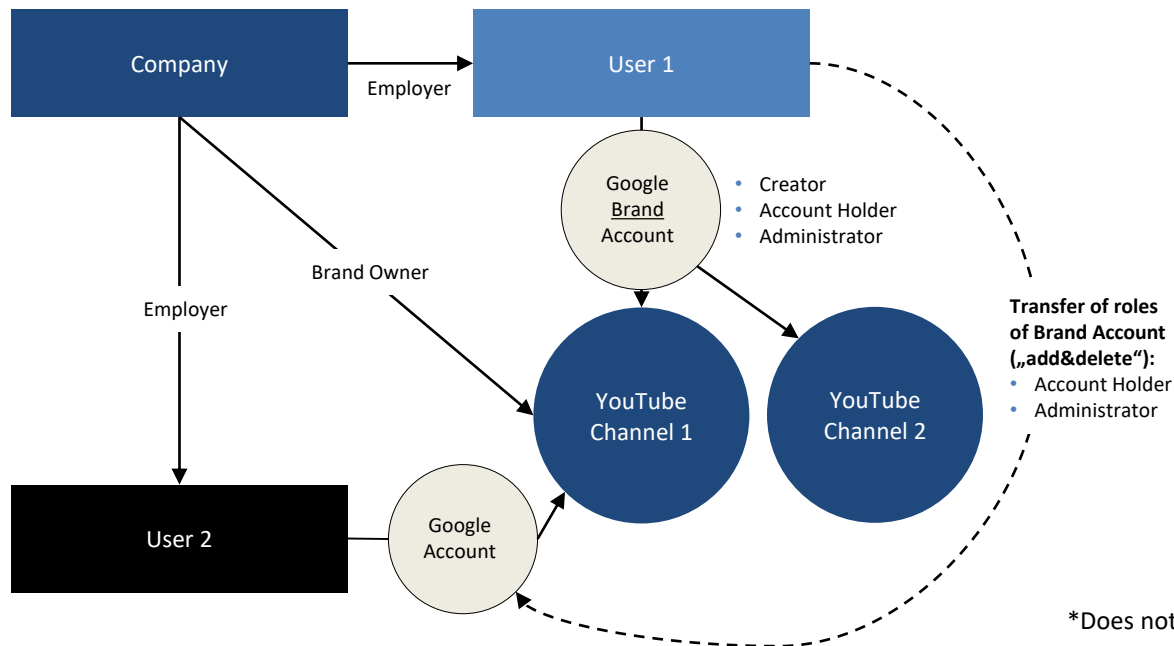 Company
User 1
Employer
Google
Brand
Account
• Creator
• Account Holder
• Administrator
Brand Owner
Employer
Transfer of roles
of Brand Account
(„add&delete“):
• Account Holder
• Administrator
YouTube
Channel 1
YouTube
Channel 2
User 2
Google
Account
*Does not